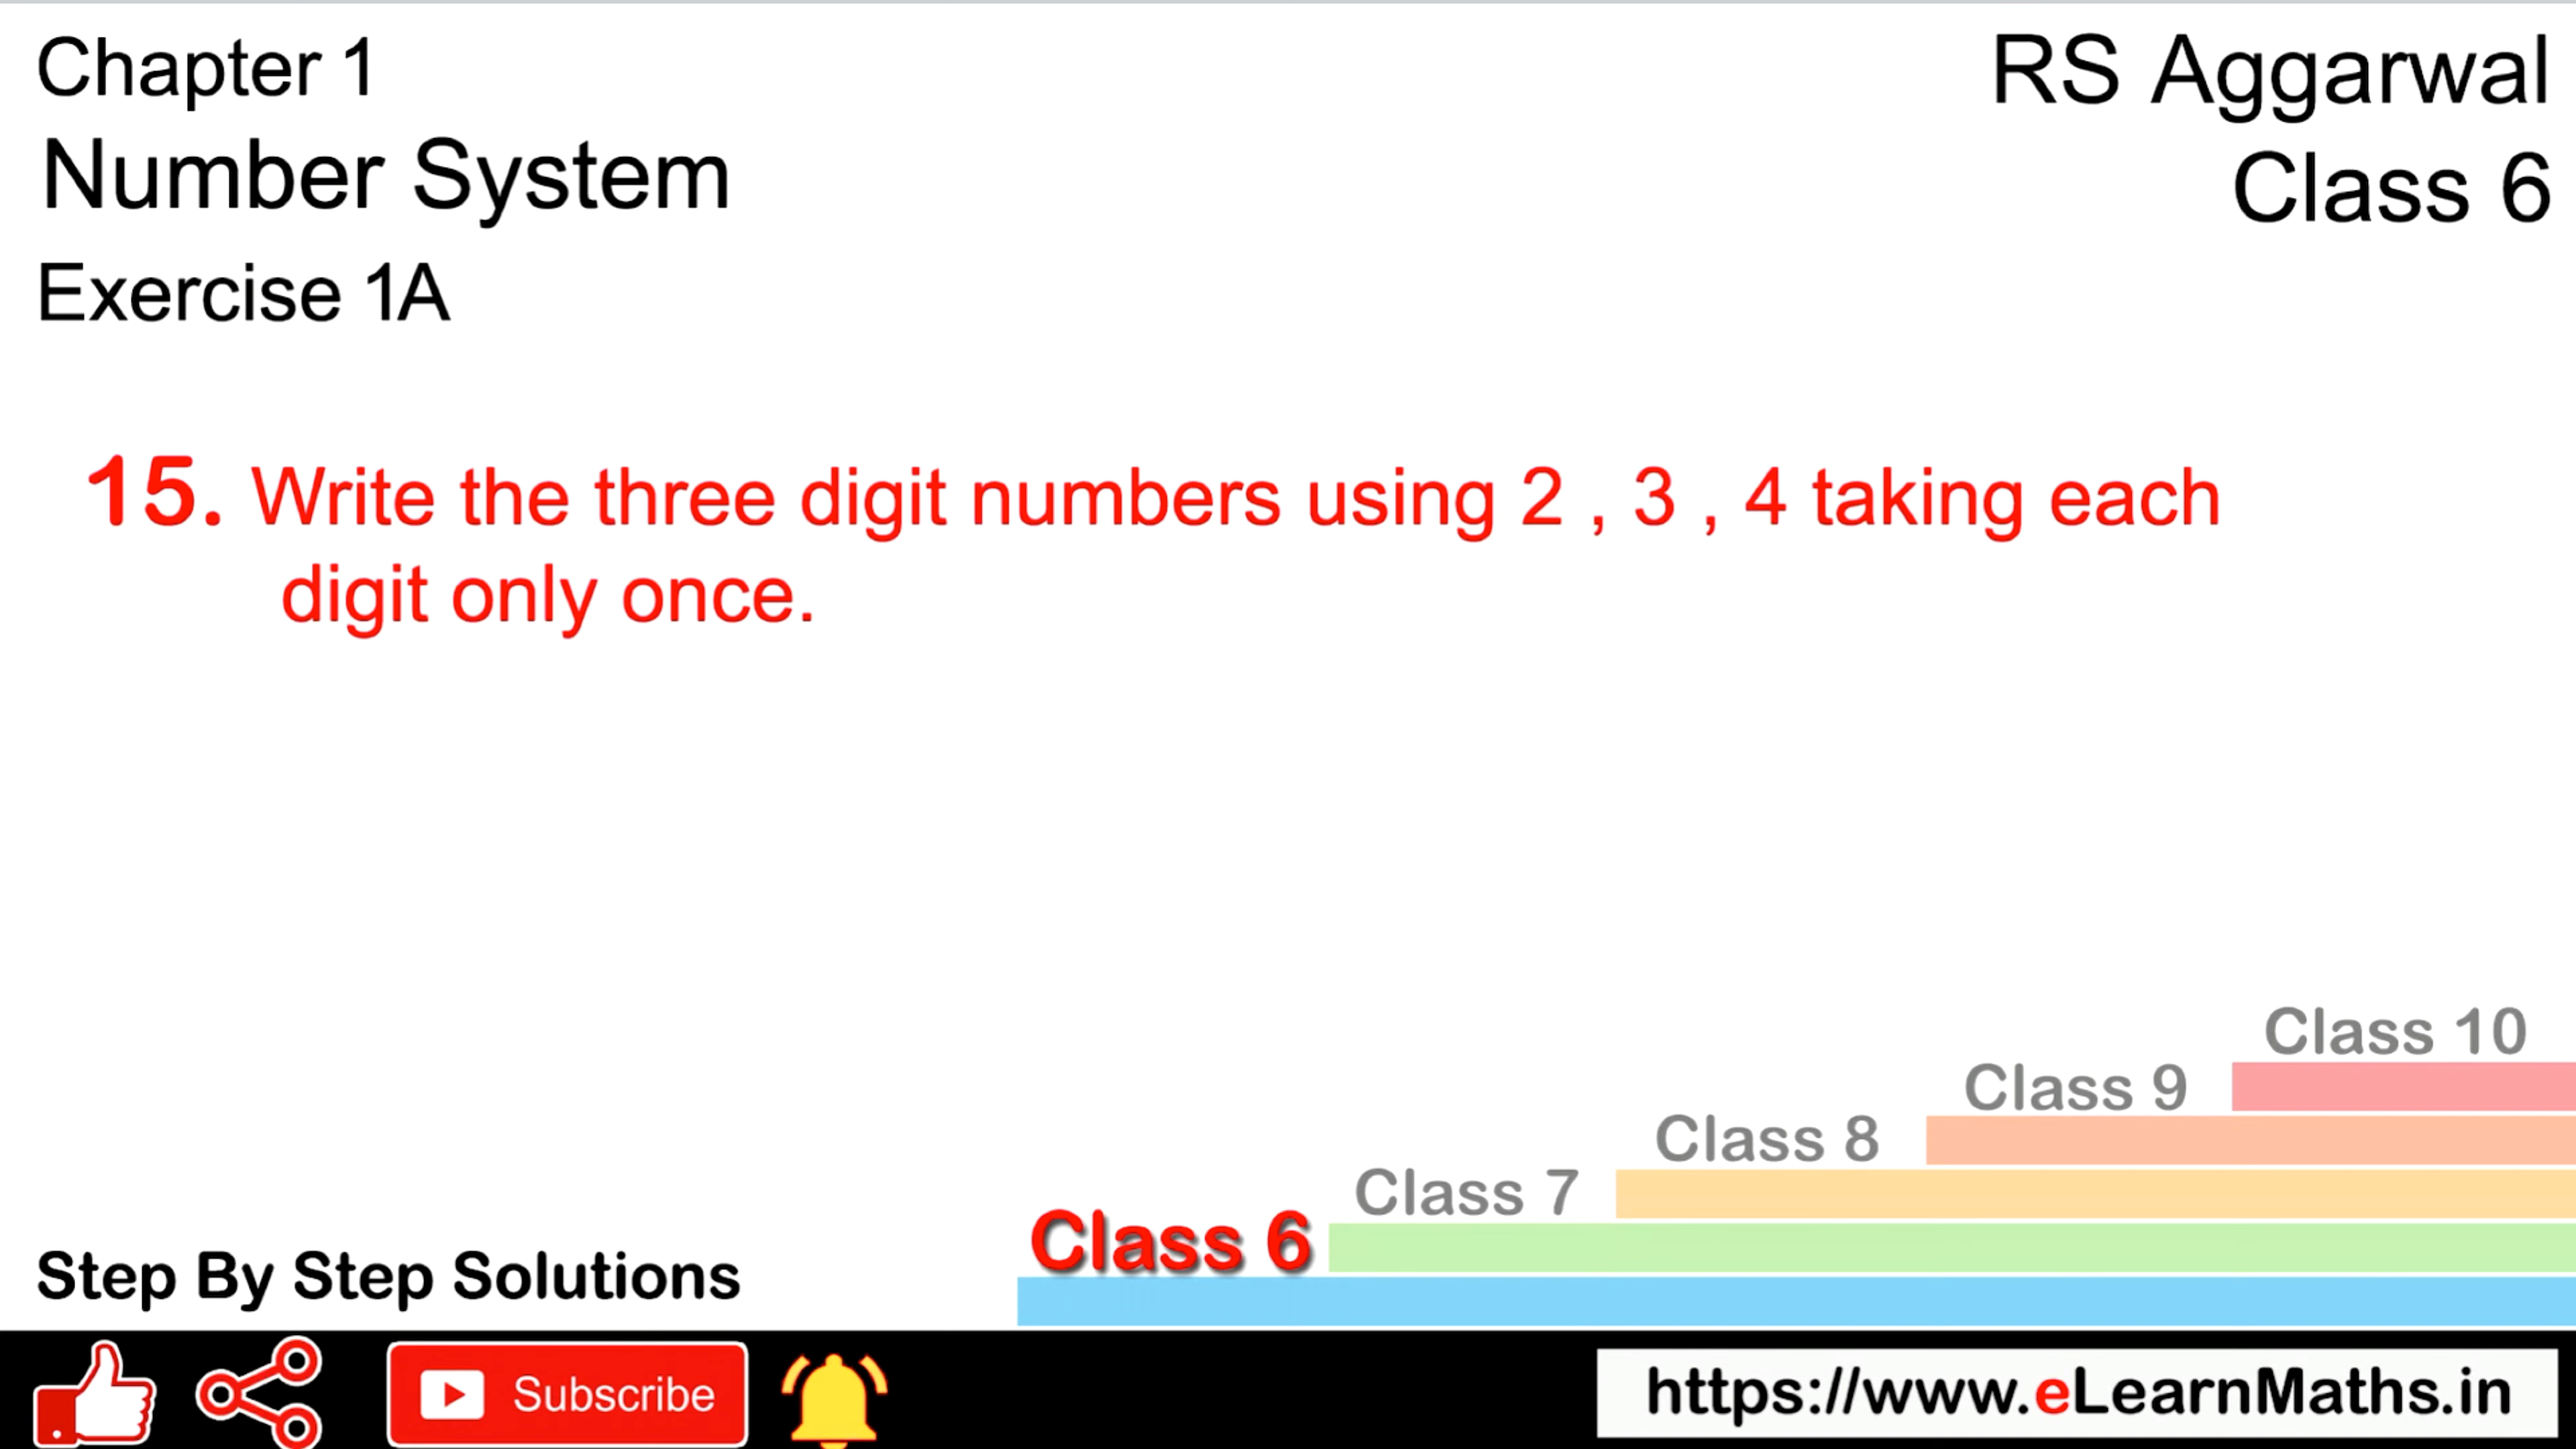 Chapter 1
Number System
Exercise 1A
RS Aggarwal
Class 6
15. Write the three digit numbers using 2 , 3 , 4 taking each
digit only once.
Class 10
Class 9
Class 8
Class 7
Class 6
Step By Step Solutions
Subscribe
https://www.eLearnMaths.in